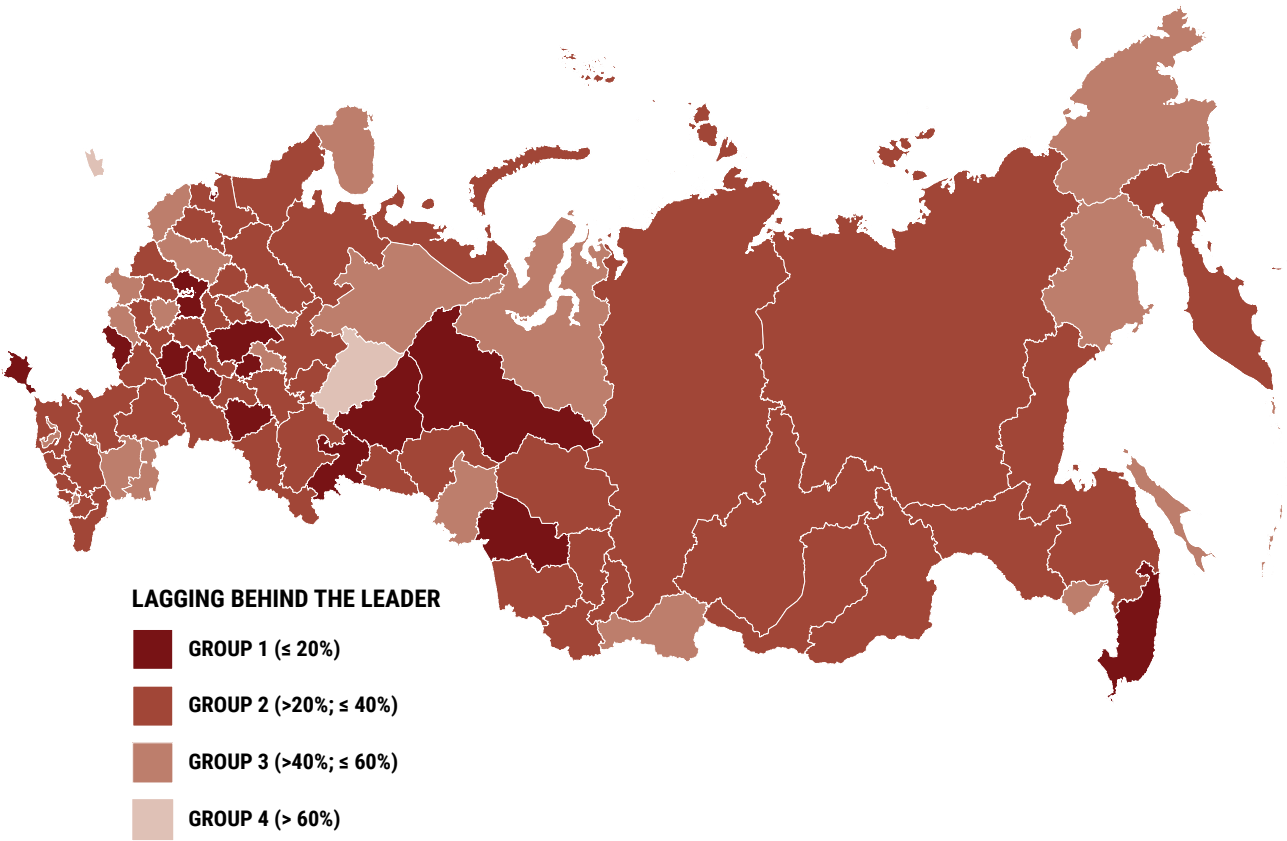 LAGGING BEHIND THE LEADER
GROUP 1 (≤ 20%)
GROUP 2 (>20%; ≤ 40%)
GROUP 3 (>40%; ≤ 60%)
GROUP 4 (> 60%)